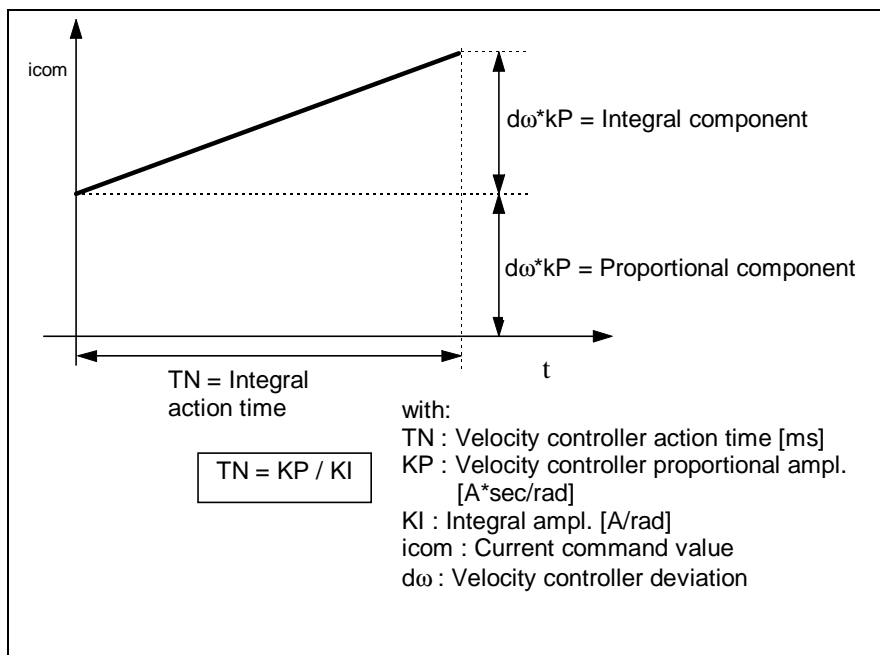 icom
dω*kP = Integral component
dω*kP = Proportional component
t
TN = Integral
action time
TN = KP / KI
with:
TN : Velocity controller action time [ms]
KP : Velocity controller proportional ampl.
[A*sec/rad]
KI : Integral ampl. [A/rad]
icom : Current command value
dω : Velocity controller deviation